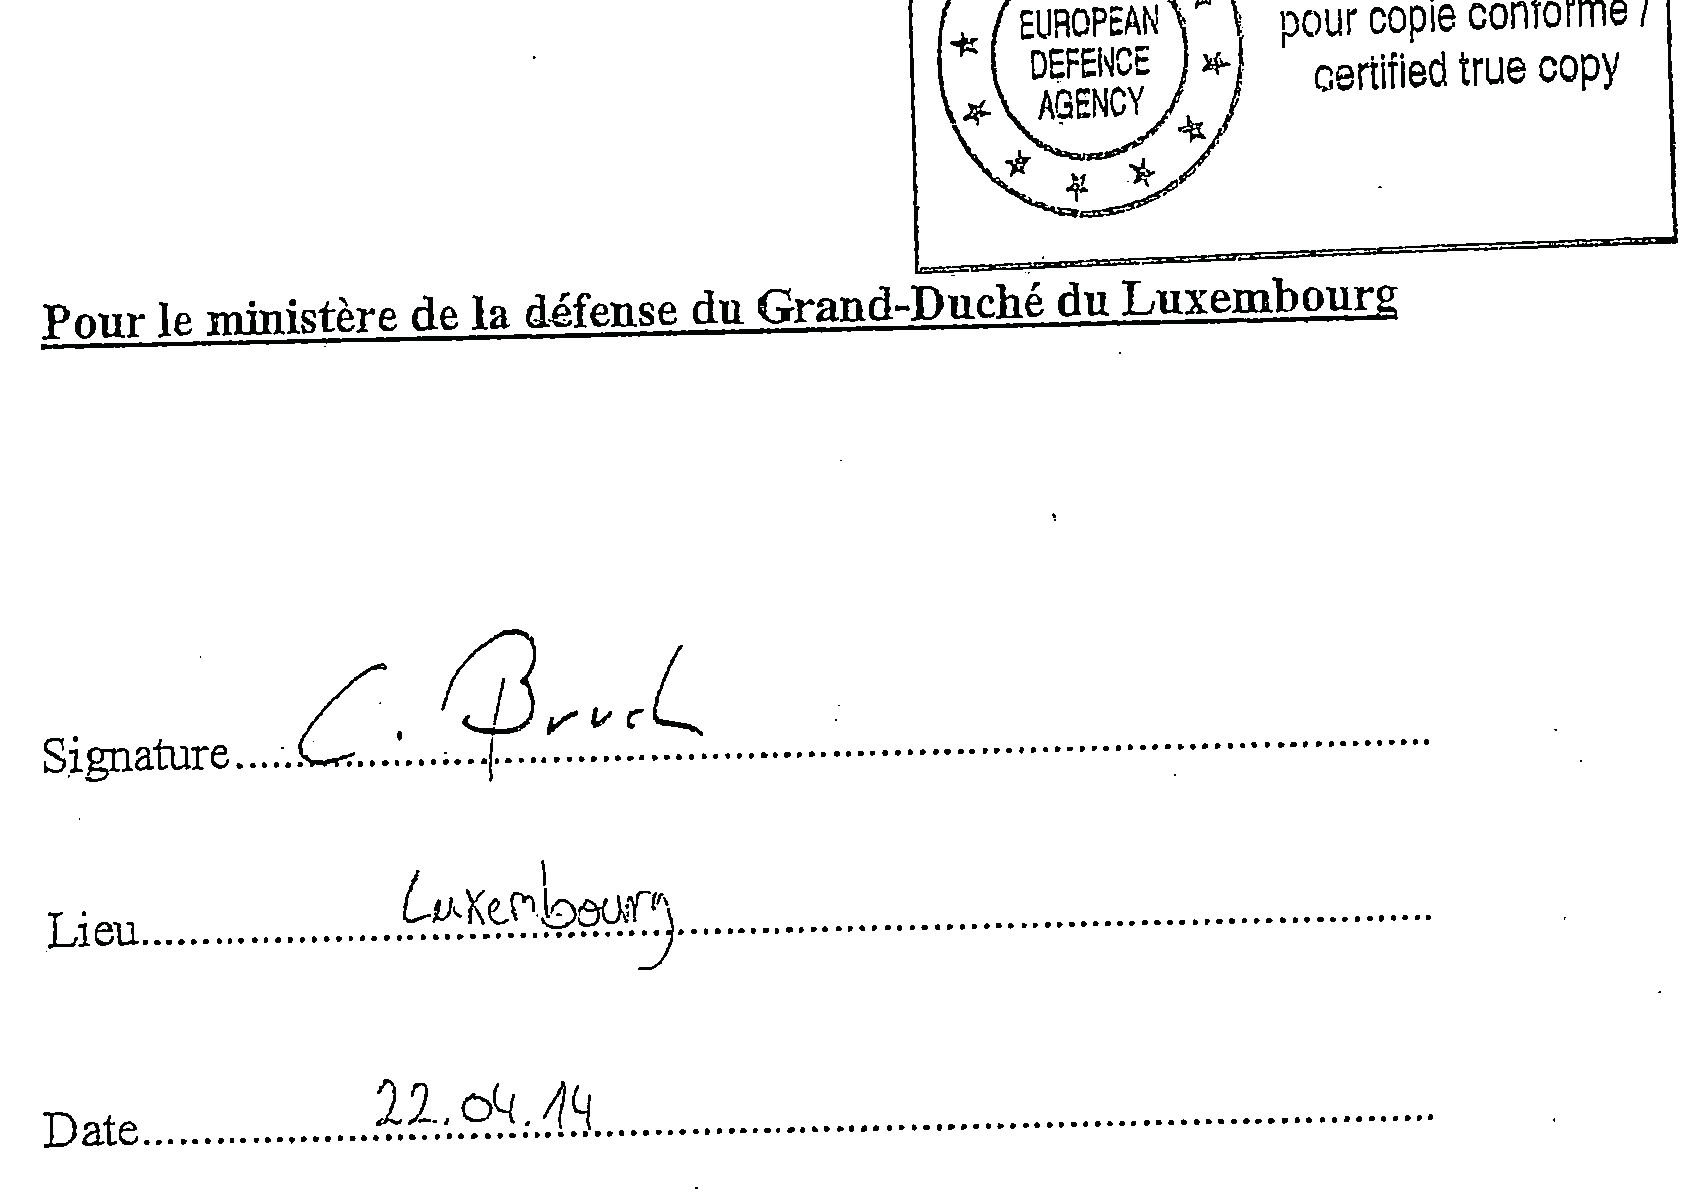 EUROPEAN
DEFENCE
AGENCY
pour copie conforme /
certified true copy
Pour le ministère de la défense du Grand-Duché du Luxembourg
Signature.......C. Bruch.......
Lieu.......Luxembourg.......
Date.......22.04.14.......